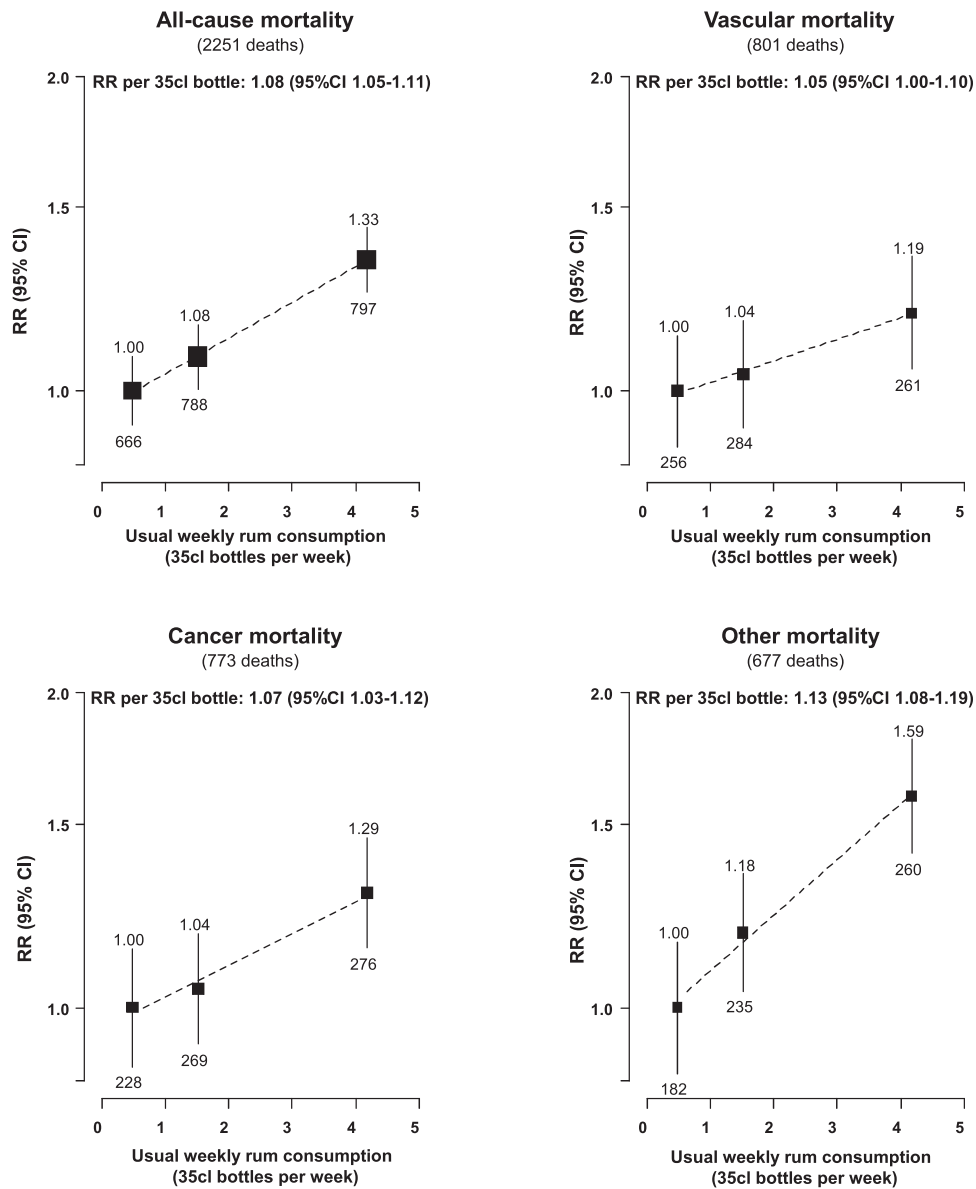 All-cause mortality
(2251 deaths)
RR per 35cl bottle: 1.08 (95%CI 1.05-1.11)
2.0
1.5
1.0
RR (95% CI)
1.00
666
1.08
788
1.33
797
0 1 2 3 4 5
Usual weekly rum consumption
(35cl bottles per week)
Vascular mortality
(801 deaths)
RR per 35cl bottle: 1.05 (95%CI 1.00-1.10)
2.0
1.5
1.0
RR (95% CI)
1.00
256
1.04
284
1.19
261
0 1 2 3 4 5
Usual weekly rum consumption
(35cl bottles per week)
Cancer mortality
(773 deaths)
RR per 35cl bottle: 1.07 (95%CI 1.03-1.12)
2.0
1.5
1.0
RR (95% CI)
1.00
228
1.04
269
1.29
276
0 1 2 3 4 5
Usual weekly rum consumption
(35cl bottles per week)
Other mortality
(677 deaths)
RR per 35cl bottle: 1.13 (95%CI 1.08-1.19)
2.0
1.5
1.0
RR (95% CI)
1.00
182
1.18
235
1.59
260
0 1 2 3 4 5
Usual weekly rum consumption
(35cl bottles per week)